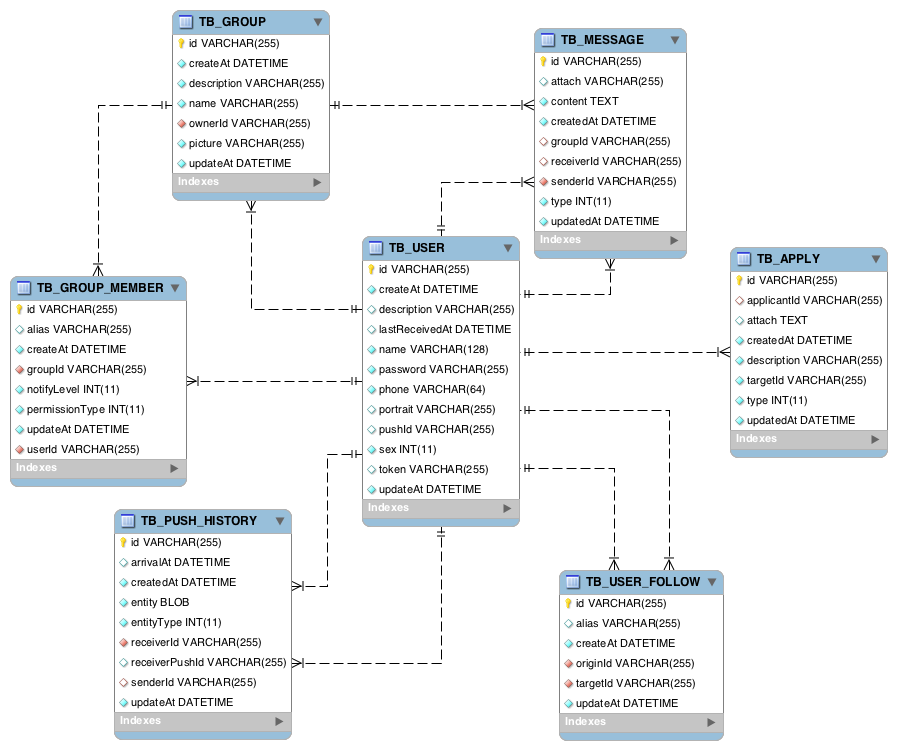 TB_GROUP
id VARCHAR(255)
createAt DATETIME
description VARCHAR(255)
name VARCHAR(255)
ownerId VARCHAR(255)
picture VARCHAR(255)
updateAt DATETIME
Indexes
TB_MESSAGE
id VARCHAR(255)
attach VARCHAR(255)
content TEXT
createdAt DATETIME
groupId VARCHAR(255)
receiverId VARCHAR(255)
senderId VARCHAR(255)
type INT(11)
updatedAt DATETIME
Indexes
TB_USER
id VARCHAR(255)
createAt DATETIME
description VARCHAR(255)
lastReceivedAt DATETIME
name VARCHAR(128)
password VARCHAR(255)
phone VARCHAR(64)
portrait VARCHAR(255)
pushId VARCHAR(255)
sex INT(11)
token VARCHAR(255)
updateAt DATETIME
Indexes
TB_APPLY
id VARCHAR(255)
applicantId VARCHAR(255)
attach TEXT
createdAt DATETIME
description VARCHAR(255)
targetId VARCHAR(255)
type INT(11)
updatedAt DATETIME
Indexes
TB_GROUP_MEMBER
id VARCHAR(255)
alias VARCHAR(255)
createAt DATETIME
groupId VARCHAR(255)
notifyLevel INT(11)
permissionType INT(11)
updateAt DATETIME
userId VARCHAR(255)
Indexes
TB_PUSH_HISTORY
id VARCHAR(255)
arrivalAt DATETIME
createdAt DATETIME
entity BLOB
entityType INT(11)
receiverId VARCHAR(255)
receiverPushId VARCHAR(255)
senderId VARCHAR(255)
updateAt DATETIME
Indexes
TB_USER_FOLLOW
id VARCHAR(255)
alias VARCHAR(255)
createAt DATETIME
originId VARCHAR(255)
targetId VARCHAR(255)
updateAt DATETIME
Indexes